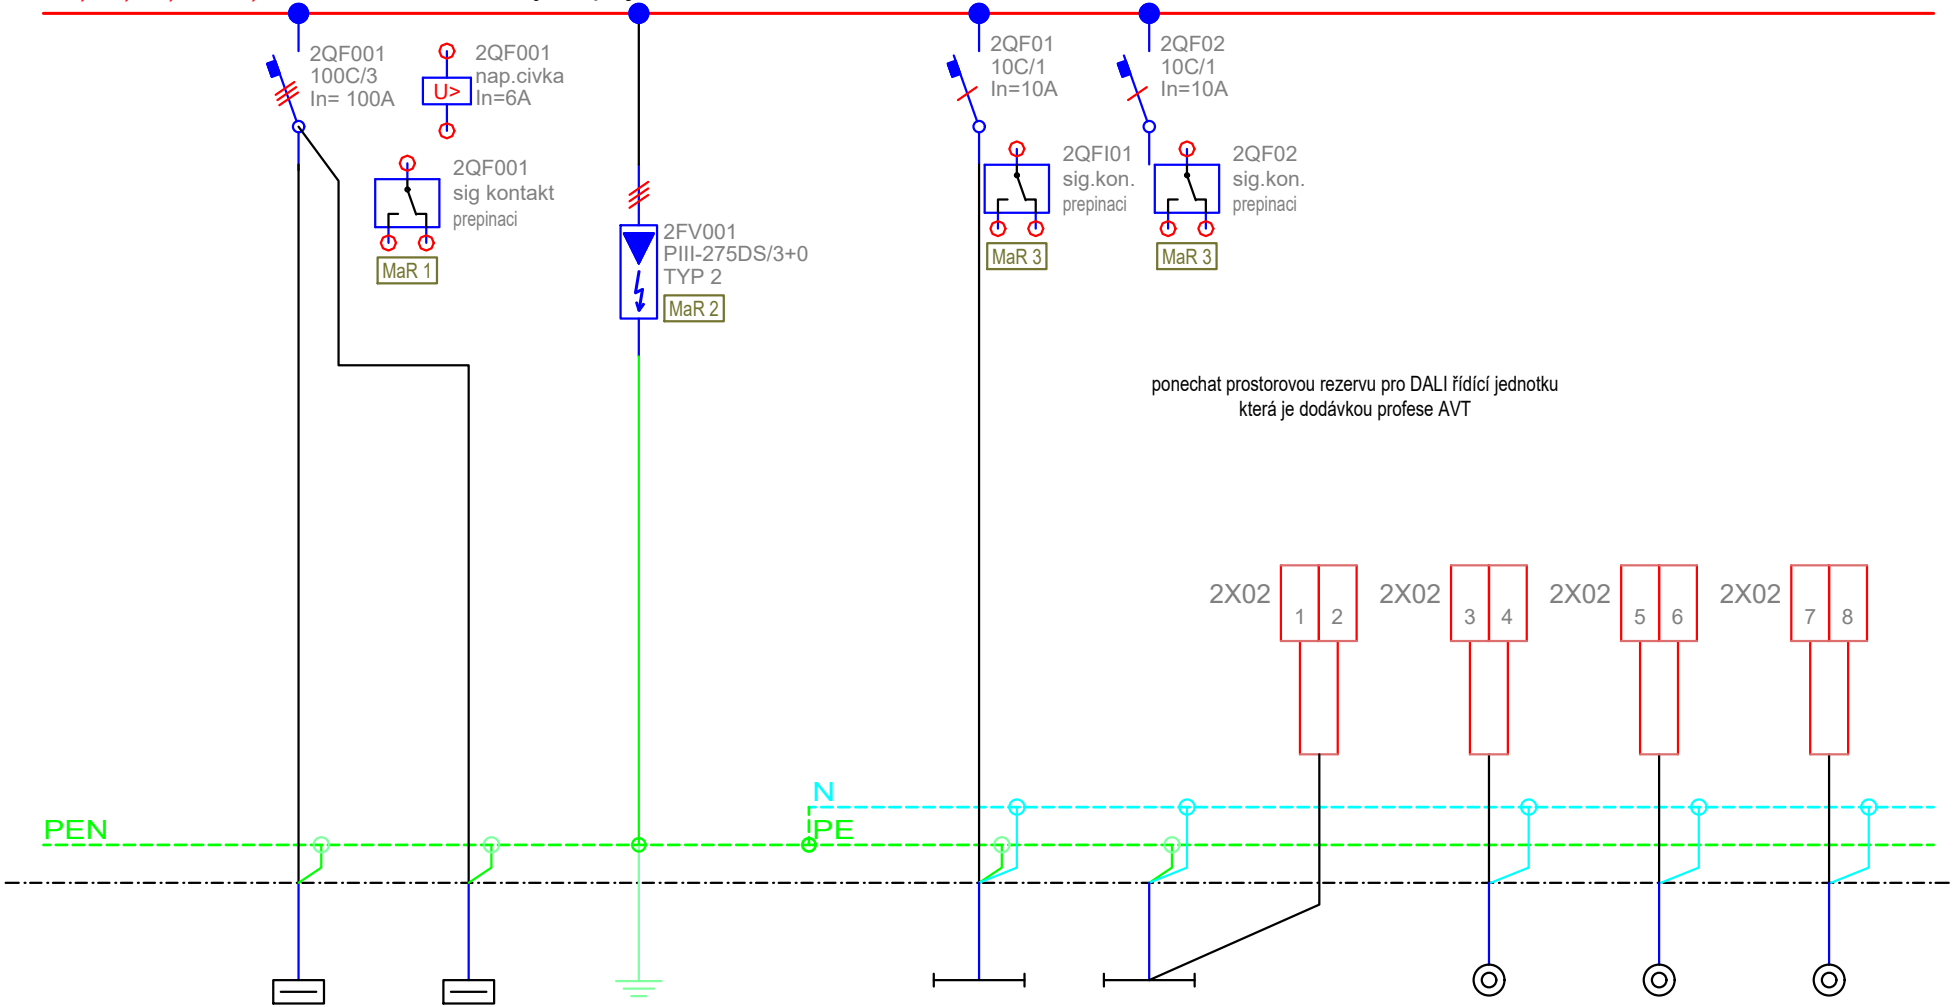 2QF001
100C/3
In= 100A
2QF001
nap.civka
In=6A
U>
2QF001
sig kontakt
prepinaci
MaR 1
2FV001
PIII-275DS/3+0
TYP 2
MaR 2
2QF01
10C/1
In=10A
2QFI01
sig.kon.
prepinaci
MaR 3
2QF02
10C/1
In=10A
2QF02
sig.kon.
prepinaci
MaR 3
ponechat prostorovou rezervu pro DALI řídící jednotku
která je dodávkou profese AVT
2X02 1 2
2X02 3 4
2X02 5 6
2X02 7 8
N
PEN
PE